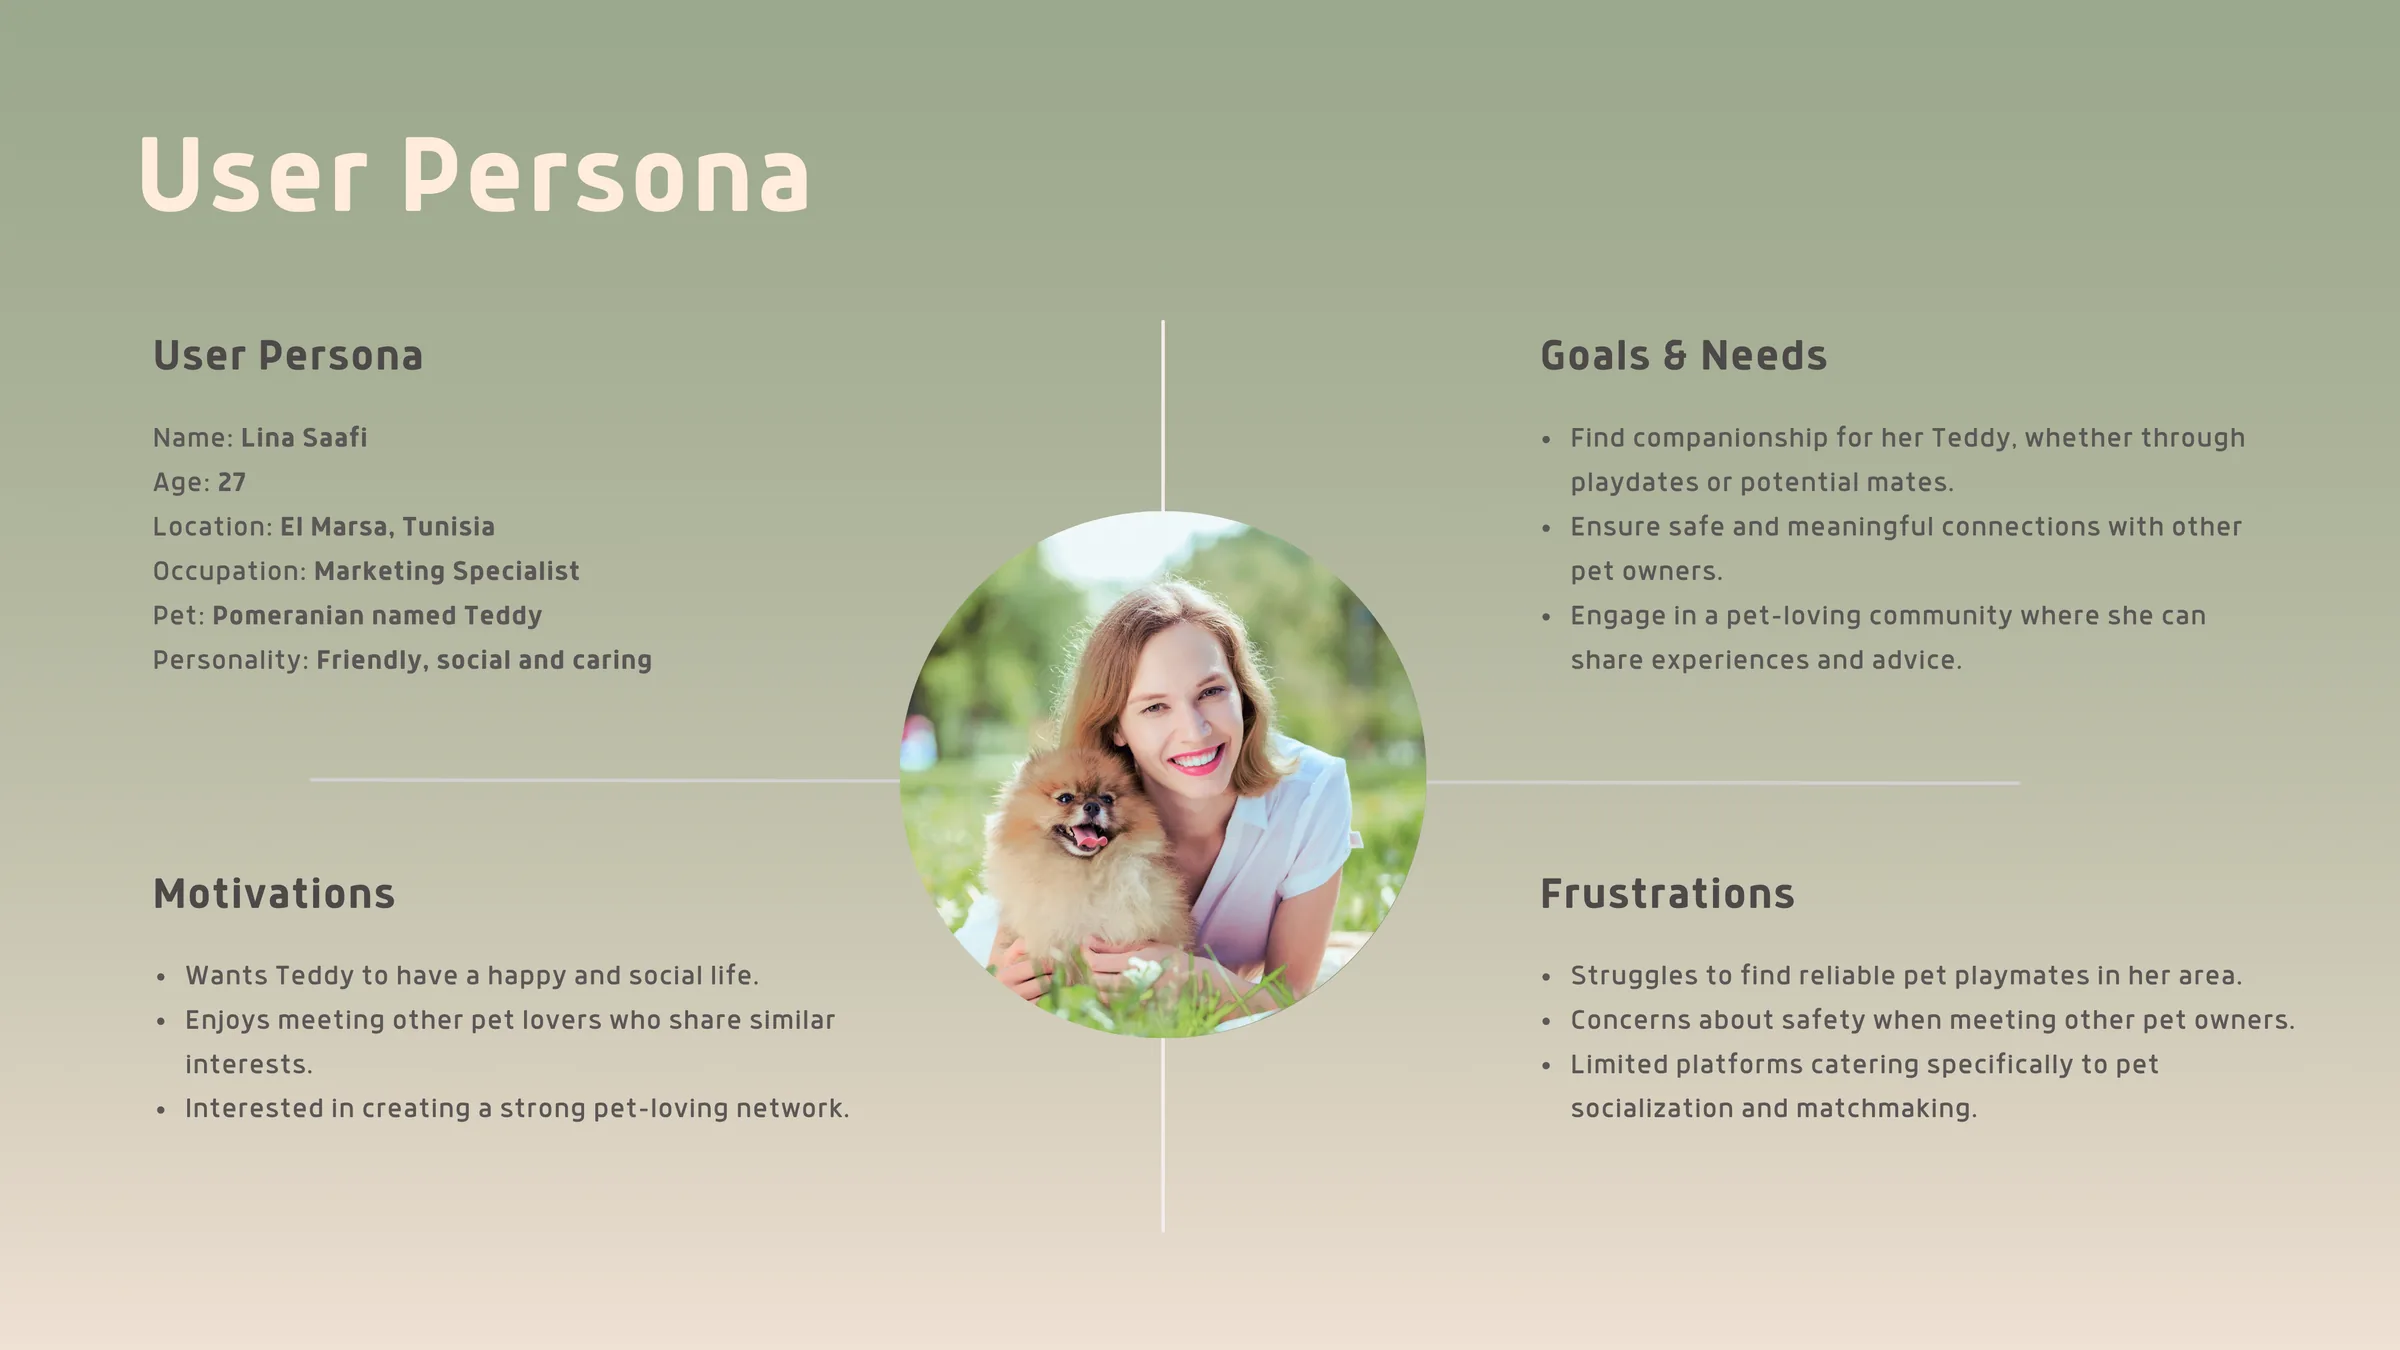 User Persona
User Persona
Name: Lina Saafi
Age: 27
Location: El Marsa, Tunisia
Occupation: Marketing Specialist
Pet: Pomeranian named Teddy
Personality: Friendly, social and caring
Goals & Needs
• Find companionship for her Teddy, whether through
playdates or potential mates.
• Ensure safe and meaningful connections with other
pet owners.
• Engage in a pet-loving community where she can
share experiences and advice.
Motivations
• Wants Teddy to have a happy and social life.
• Enjoys meeting other pet lovers who share similar
interests.
• Interested in creating a strong pet-loving network.
Frustrations
• Struggles to find reliable pet playmates in her area.
• Concerns about safety when meeting other pet owners.
• Limited platforms catering specifically to pet
socialization and matchmaking.